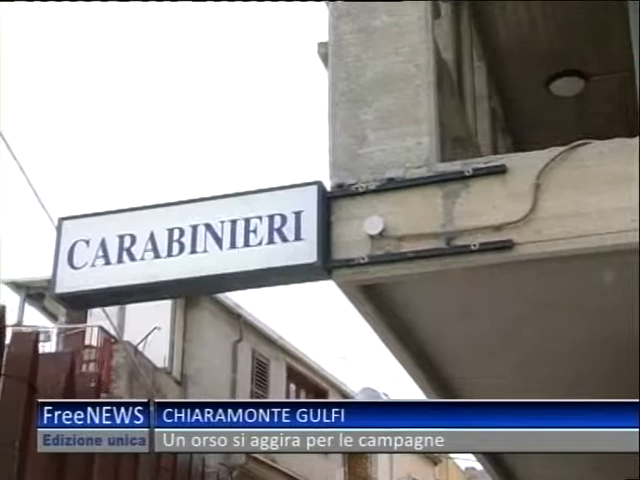 CARABINIERI
FreeNEWS CHIARAMONTE GULFI
Edizione unica Un orso si aggira per le campagne